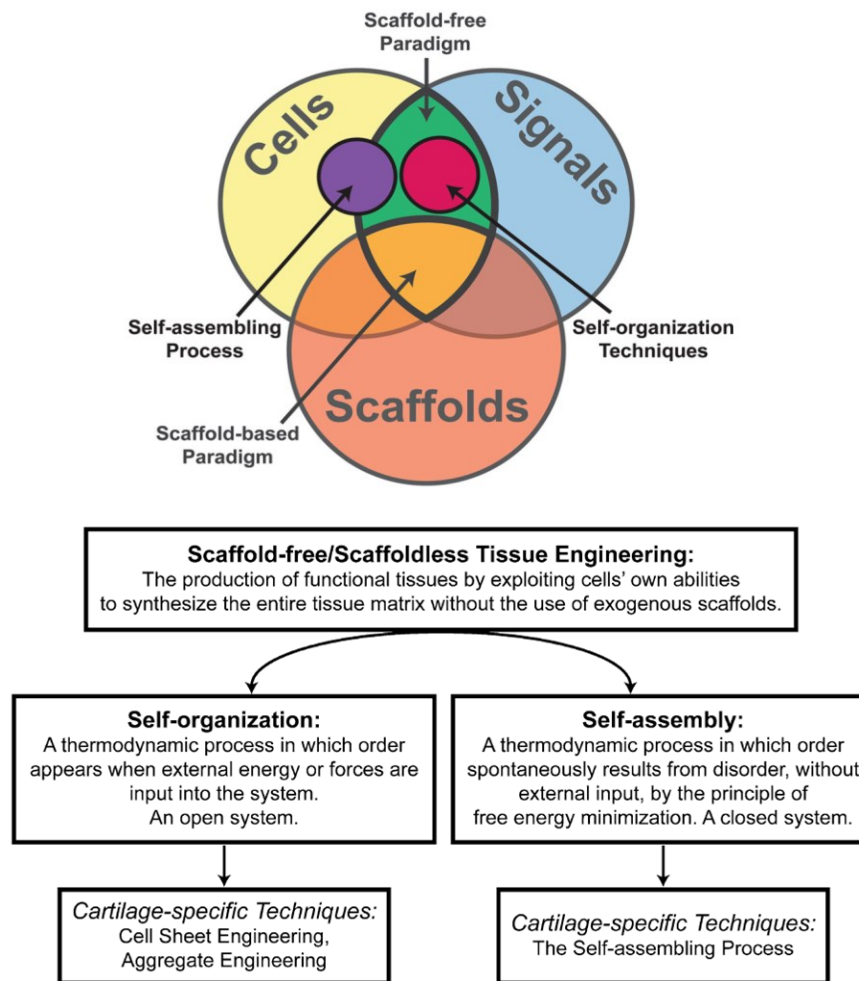 Scaffold-free
Paradigm
Cells
Signals
Self-assembling
Process
Self-organization
Techniques
Scaffolds
Scaffold-based
Paradigm
Scaffold-free/Scaffoldless Tissue Engineering:
The production of functional tissues by exploiting cells' own abilities
to synthesize the entire tissue matrix without the use of exogenous scaffolds.
Self-organization:
A thermodynamic process in which order
appears when external energy or forces are
input into the system.
An open system.
Self-assembly:
A thermodynamic process in which order
spontaneously results from disorder, without
external input, by the principle of
free energy minimization. A closed system.
Cartilage-specific Techniques:
Cell Sheet Engineering,
Aggregate Engineering
Cartilage-specific Techniques:
The Self-assembling Process